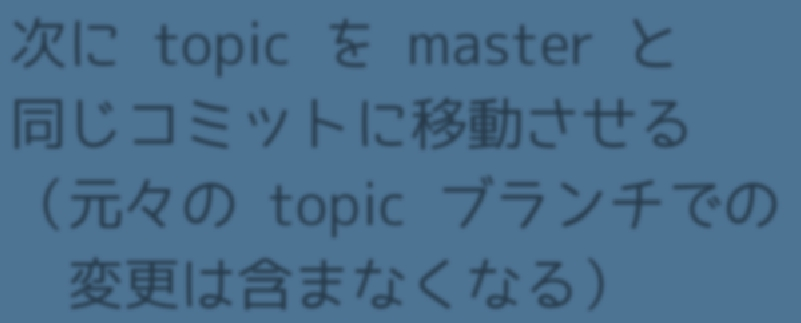 次に topic を master と
同じコミットに移動させる
（元々の topic ブランチでの
変更は含まなくなる）